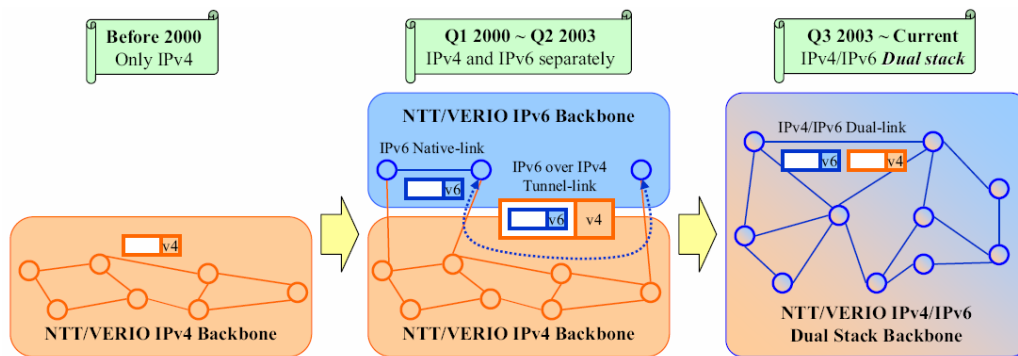 Before 2000
Only IPv4
Q1 2000 ~ Q2 2003
IPv4 and IPv6 separately
Q3 2003 ~ Current
IPv4/IPv6 Dual stack
v4
NTT/VERIO IPv4 Backbone
NTT/VERIO IPv6 Backbone
IPv6 Native-link
v6
IPv6 over IPv4
Tunnel-link
v6
v4
NTT/VERIO IPv4 Backbone
IPv4/IPv6 Dual-link
v6
v4
NTT/VERIO IPv4/IPv6
Dual Stack Backbone